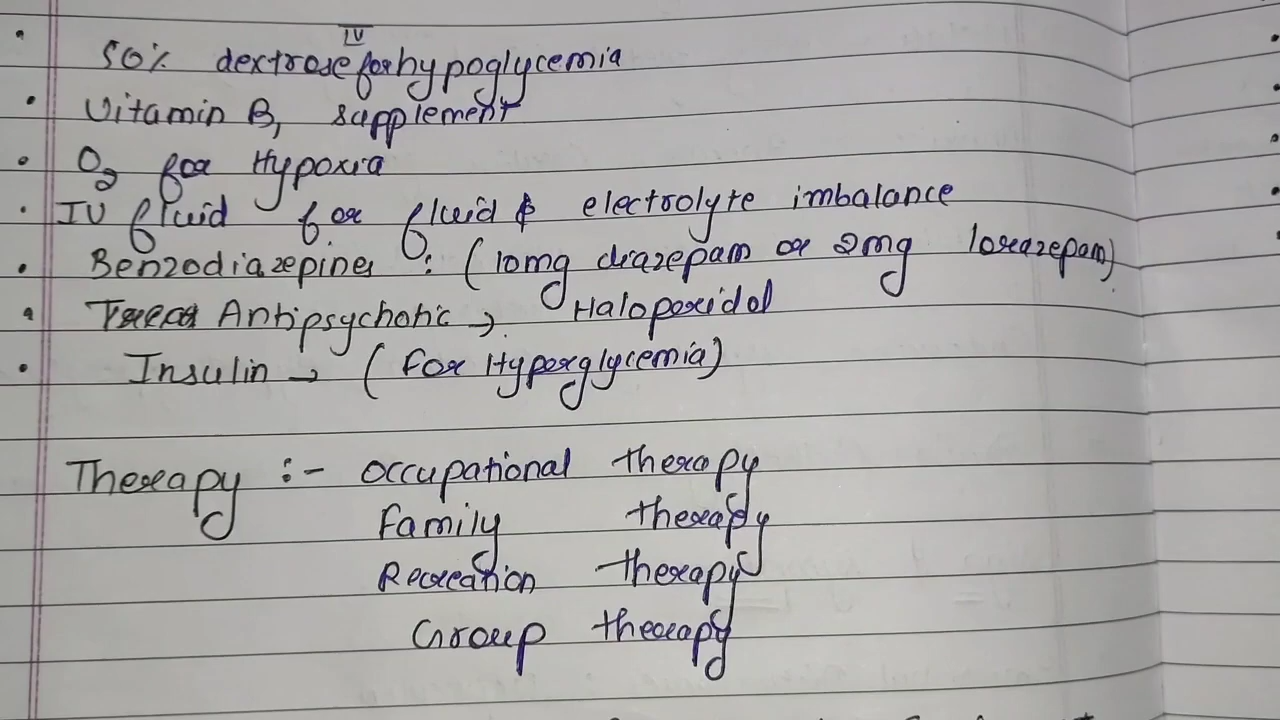 • 50% dextrose IV for hypoglycemia
• Vitamin B₁ supplement
• O₂ for Hypoxia
• IV fluid for fluid & electrolyte imbalance
• Benzodiazepines : (10mg diazepam or 2mg lorazepam)
• Antipsychotic → Haloperidol
• Insulin → (for Hyperglycemia)
Therapy :- Occupational therapy
Family therapy
Recreation therapy
Group therapy